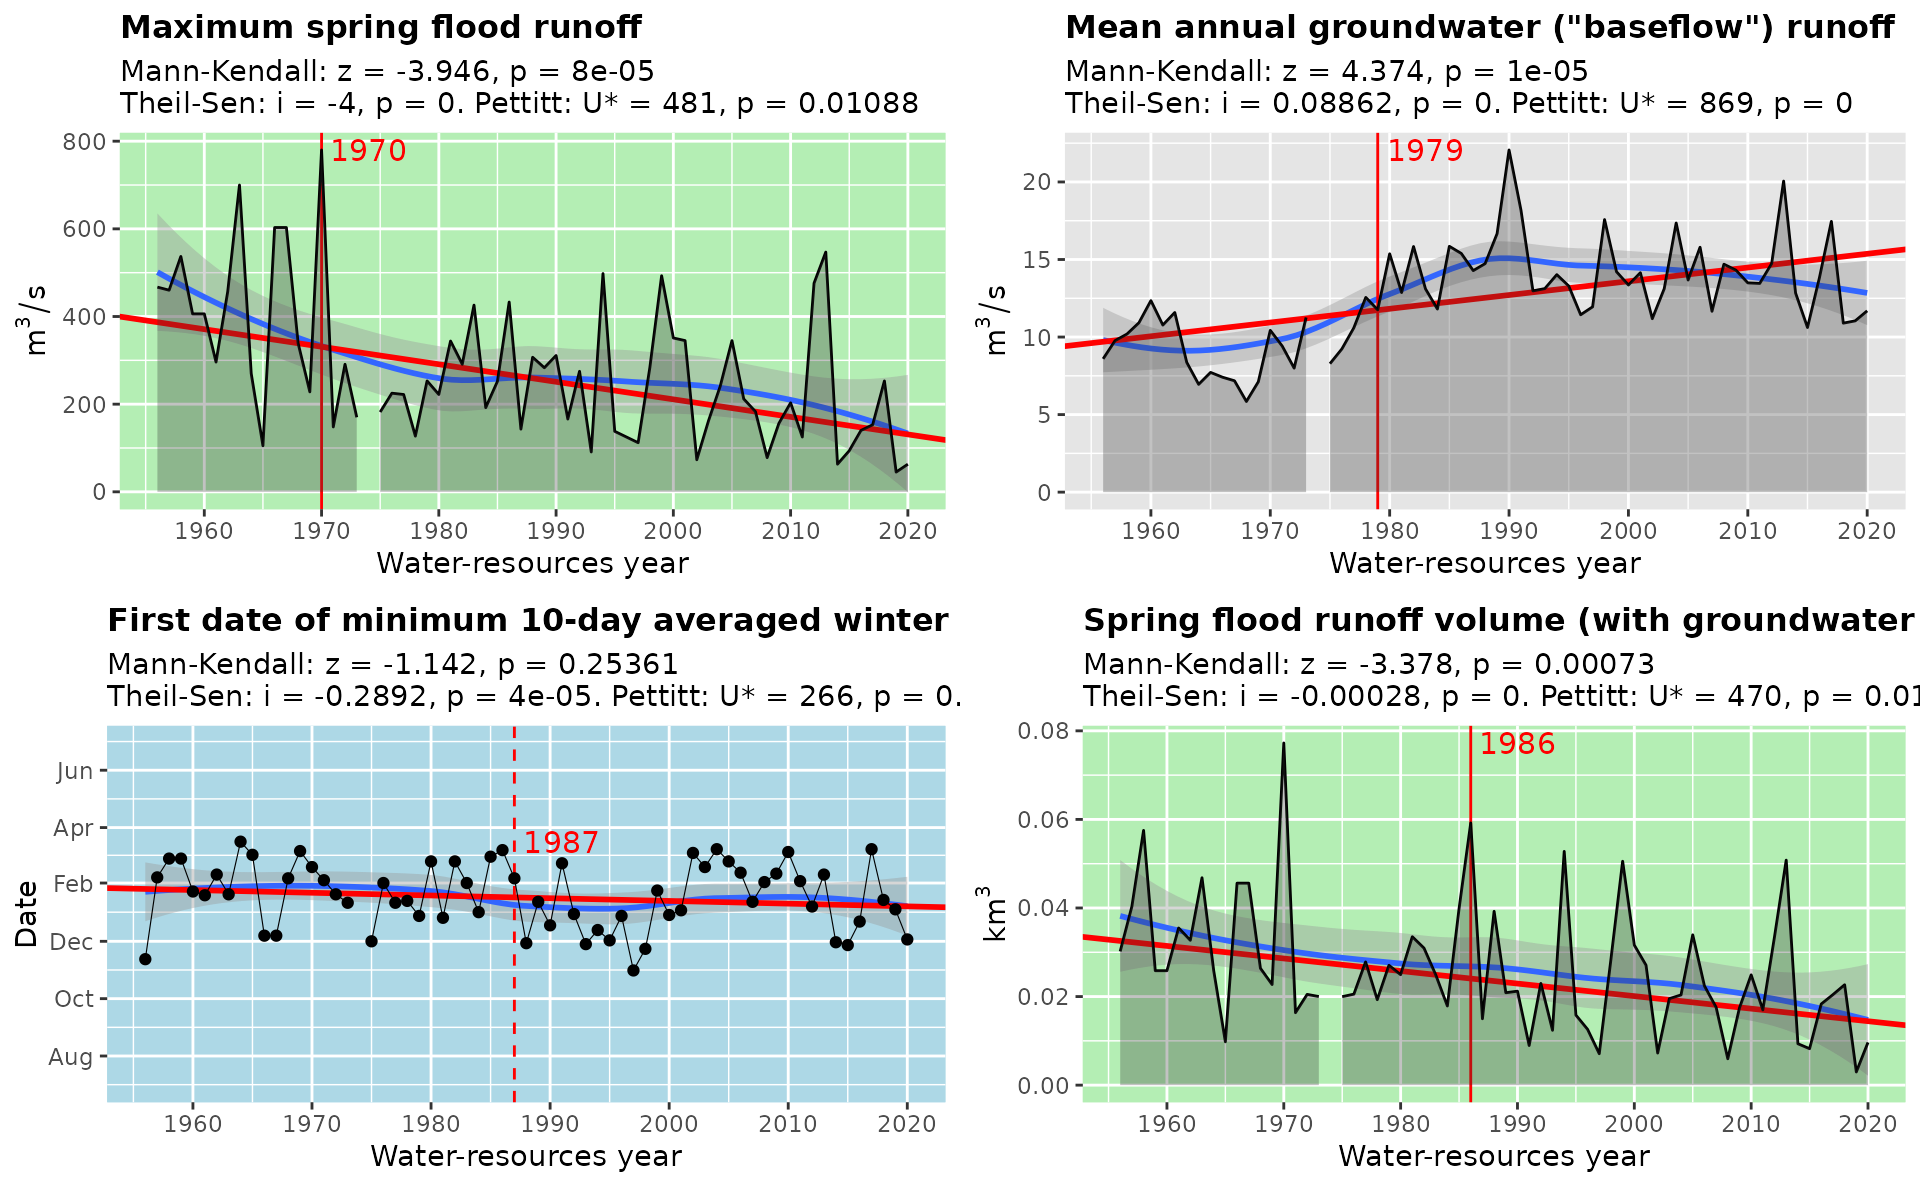 Maximum spring flood runoff
Mann-Kendall: z = -3.946, p = 8e-05
Theil-Sen: i = -4, p = 0. Pettitt: U* = 481, p = 0.01088
800
600
400
200
0
m³/s
1970
1960 1970 1980 1990 2000 2010 2020
Water-resources year
Mean annual groundwater ("baseflow") runoff
Mann-Kendall: z = 4.374, p = 1e-05
Theil-Sen: i = 0.08862, p = 0. Pettitt: U* = 869, p = 0
20
15
10
5
0
m³/s
1979
1960 1970 1980 1990 2000 2010 2020
Water-resources year
First date of minimum 10-day averaged winter
Mann-Kendall: z = -1.142, p = 0.25361
Theil-Sen: i = -0.2892, p = 4e-05. Pettitt: U* = 266, p = 0.
Jun
Apr
Feb
Dec
Oct
Aug
Date
1987
1960 1970 1980 1990 2000 2010 2020
Water-resources year
Spring flood runoff volume (with groundwater
Mann-Kendall: z = -3.378, p = 0.00073
Theil-Sen: i = -0.00028, p = 0. Pettitt: U* = 470, p = 0.01
0.08
0.06
0.04
0.02
0.00
km³
1986
1960 1970 1980 1990 2000 2010 2020
Water-resources year